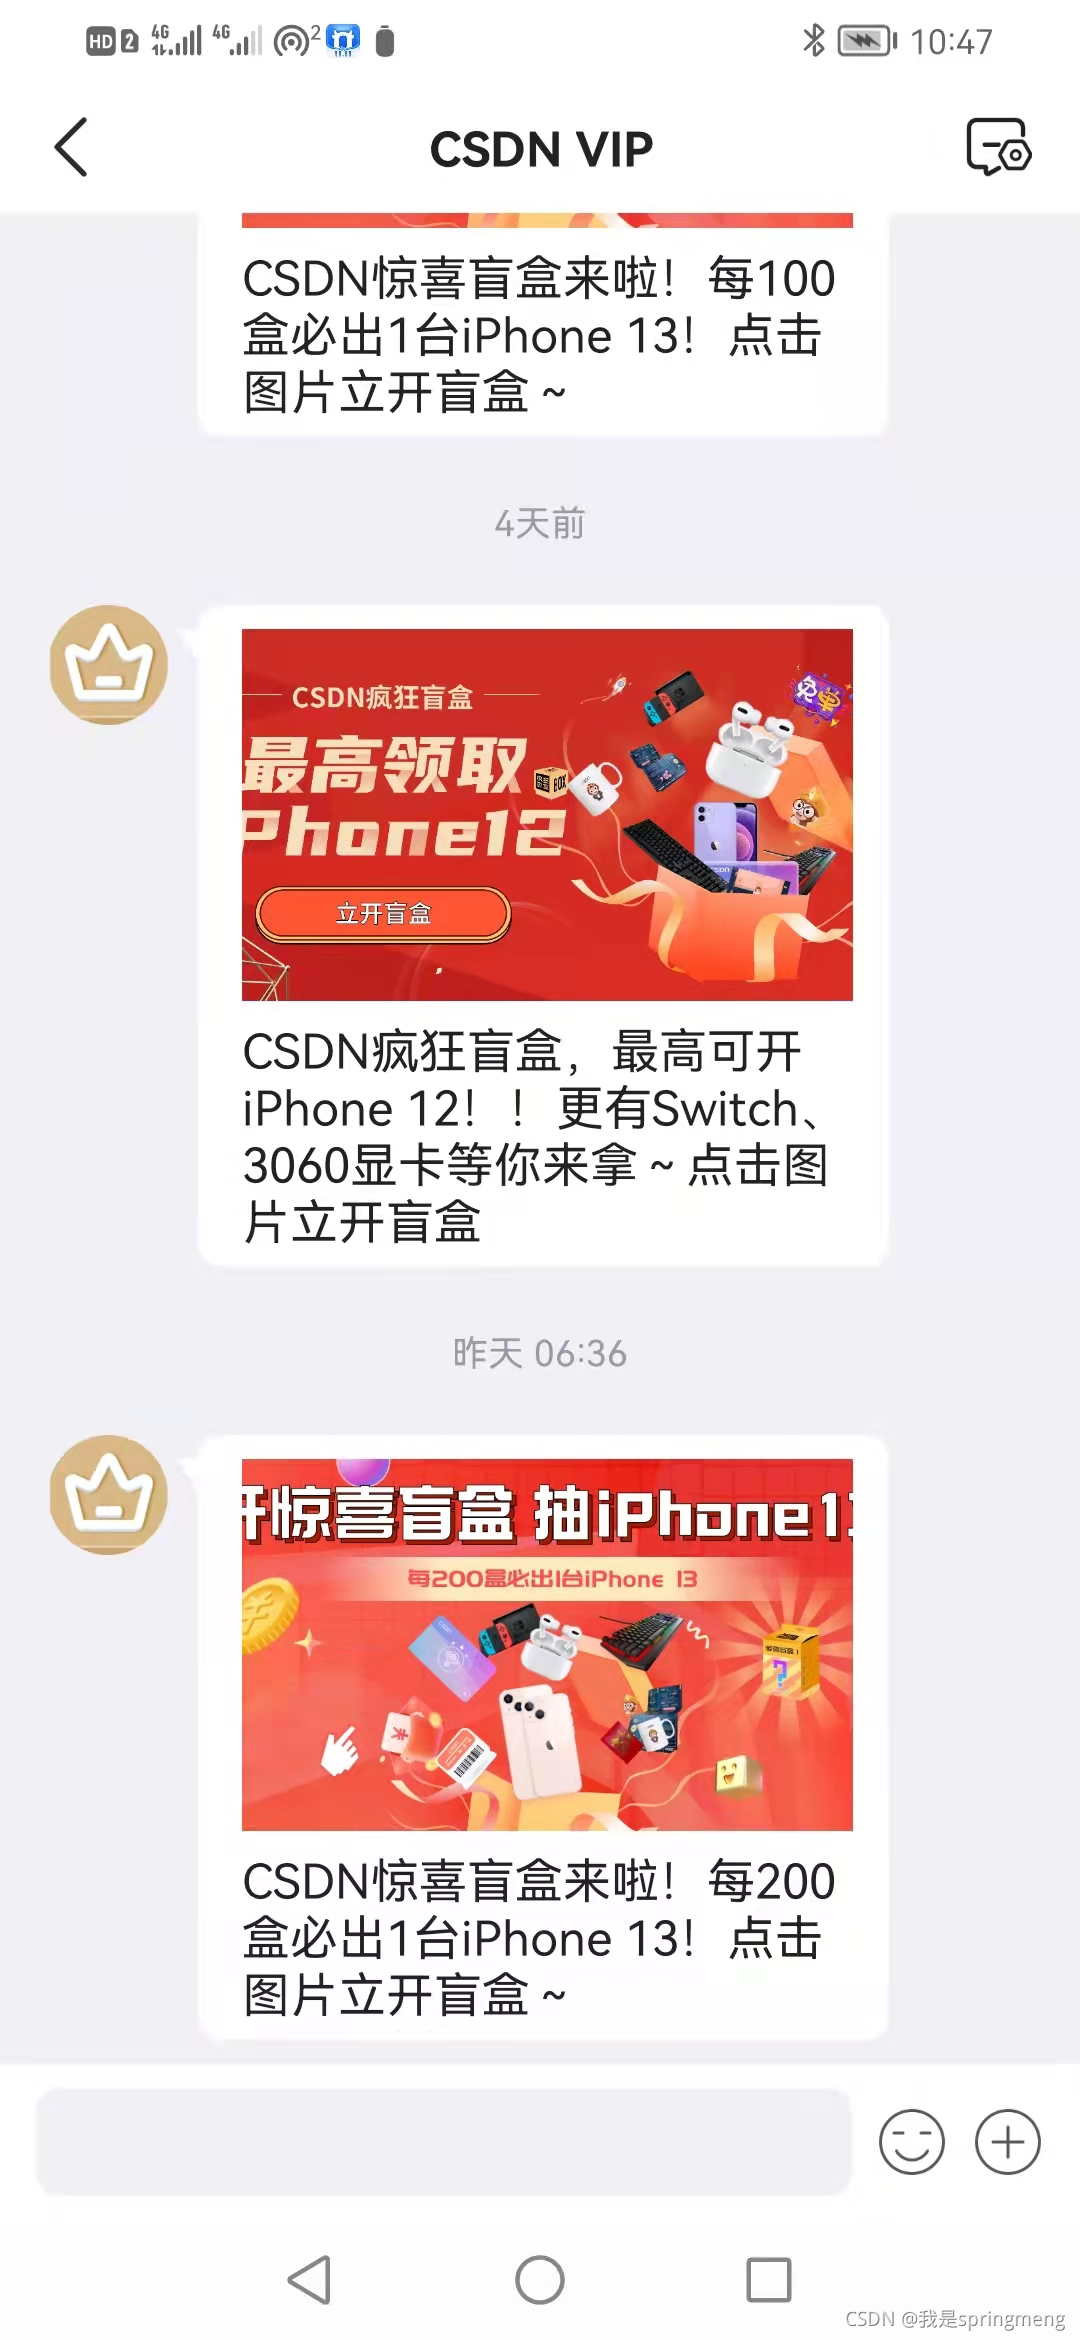 HD 2 4G 4G 2 10:47
CSDN VIP
CSDN惊喜盲盒来啦！每100
盒必出1台iPhone 13！点击
图片立开盲盒 ~
4天前
CSDN疯狂盲盒
免单
最高领取
BOX
Phone12
立开盲盒
CSDN疯狂盲盒，最高可开
iPhone 12！！更有Switch、
3060显卡等你来拿 ~ 点击图
片立开盲盒
昨天 06:36
开惊喜盲盒 抽iPhone1
每200盒必出1台iPhone 13
?
CSDN惊喜盲盒来啦！每200
盒必出1台iPhone 13！点击
图片立开盲盒 ~
CSDN @我是springmeng